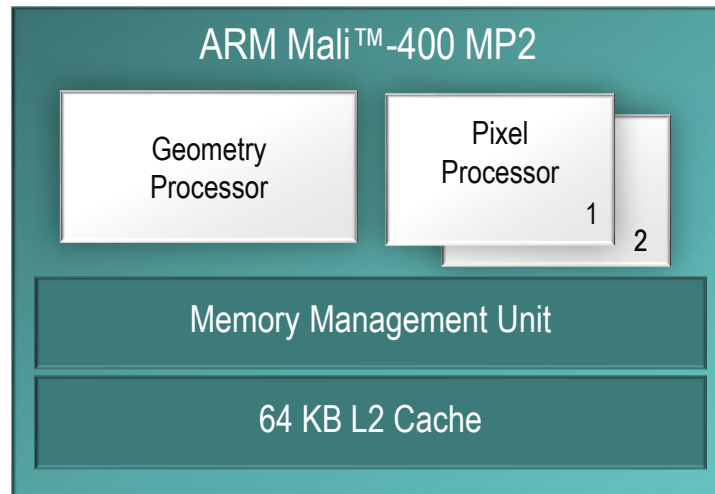 ARM Mali™-400 MP2
Geometry
Processor
Pixel
Processor
1
2
Memory Management Unit
64 KB L2 Cache